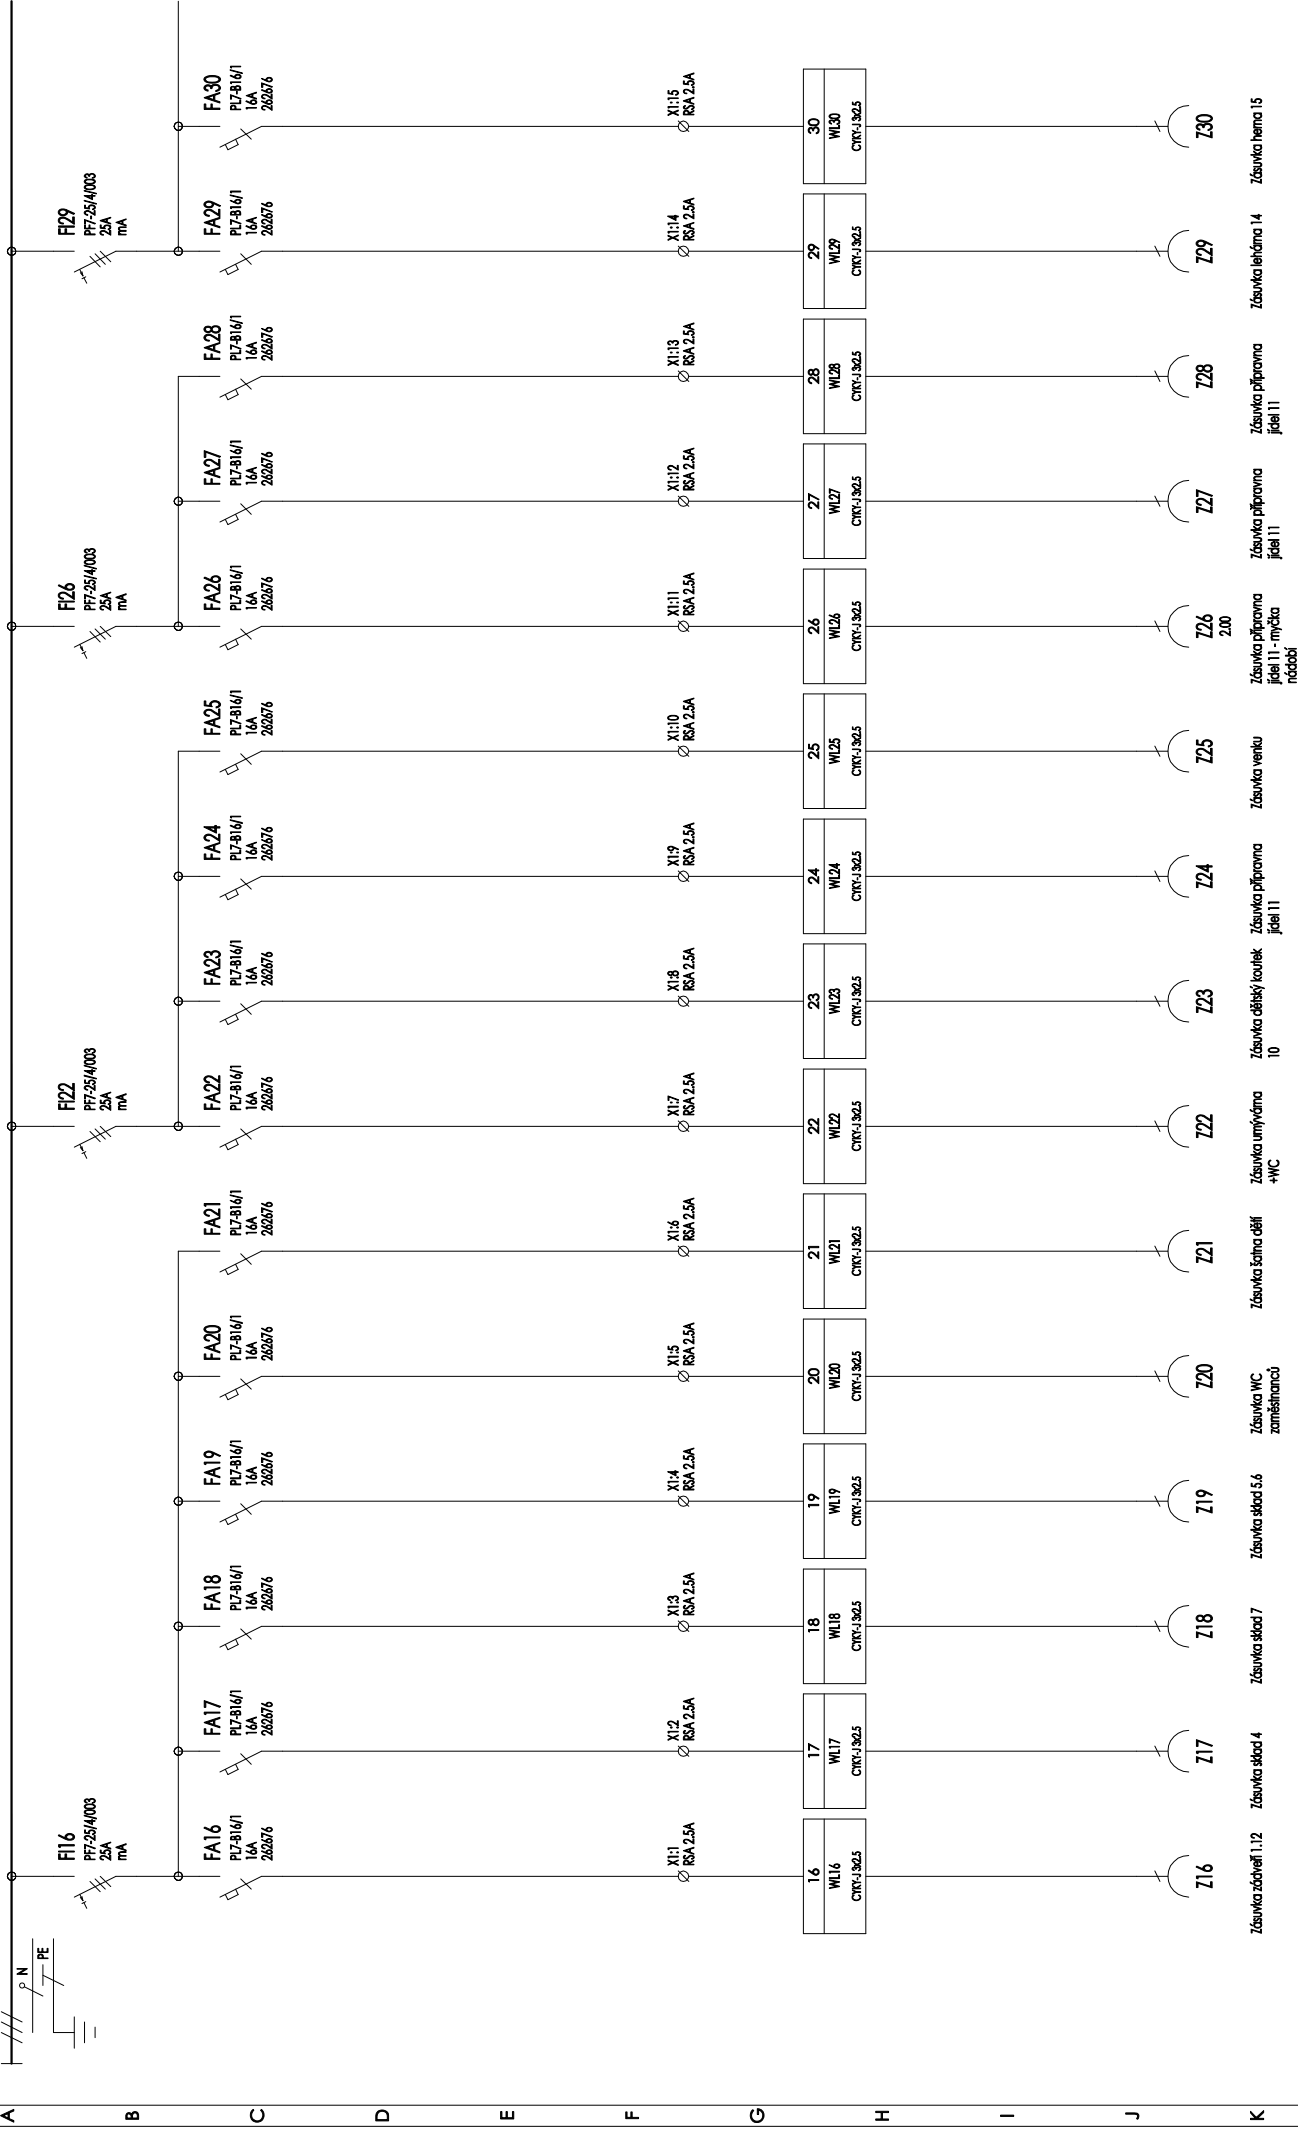 A
B
C
D
E
F
G
H
I
J
K
N
PE
FI16
PF7-25/4/003
25A
mA
FI22
PF7-25/4/003
25A
mA
FI26
PF7-25/4/003
25A
mA
FI29
PF7-25/4/003
25A
mA
FA16
PL7-B16/1
16A
262676
FA17
PL7-B16/1
16A
262676
FA18
PL7-B16/1
16A
262676
FA19
PL7-B16/1
16A
262676
FA20
PL7-B16/1
16A
262676
FA21
PL7-B16/1
16A
262676
FA22
PL7-B16/1
16A
262676
FA23
PL7-B16/1
16A
262676
FA24
PL7-B16/1
16A
262676
FA25
PL7-B16/1
16A
262676
FA26
PL7-B16/1
16A
262676
FA27
PL7-B16/1
16A
262676
FA28
PL7-B16/1
16A
262676
FA29
PL7-B16/1
16A
262676
FA30
PL7-B16/1
16A
262676
X1:1
RSA 2.5A
X1:2
RSA 2.5A
X1:3
RSA 2.5A
X1:4
RSA 2.5A
X1:5
RSA 2.5A
X1:6
RSA 2.5A
X1:7
RSA 2.5A
X1:8
RSA 2.5A
X1:9
RSA 2.5A
X1:10
RSA 2.5A
X1:11
RSA 2.5A
X1:12
RSA 2.5A
X1:13
RSA 2.5A
X1:14
RSA 2.5A
X1:15
RSA 2.5A
16
WL16
CYKY-J 3x2.5
17
WL17
CYKY-J 3x2.5
18
WL18
CYKY-J 3x2.5
19
WL19
CYKY-J 3x2.5
20
WL20
CYKY-J 3x2.5
21
WL21
CYKY-J 3x2.5
22
WL22
CYKY-J 3x2.5
23
WL23
CYKY-J 3x2.5
24
WL24
CYKY-J 3x2.5
25
WL25
CYKY-J 3x2.5
26
WL26
CYKY-J 3x2.5
27
WL27
CYKY-J 3x2.5
28
WL28
CYKY-J 3x2.5
29
WL29
CYKY-J 3x2.5
30
WL30
CYKY-J 3x2.5
Z16
Zásuvka zádveří 1.12
Z17
Zásuvka sklad 4
Z18
Zásuvka sklad 7
Z19
Zásuvka sklad 5.6
Z20
Zásuvka WC
zaměstnanců
Z21
Zásuvka šatna dětí
Z22
Zásuvka umývárna
+WC
Z23
Zásuvka dětský koutek
10
Z24
Zásuvka přípravna
jídel 11
Z25
Zásuvka venku
Z26
2.00
Zásuvka přípravna
jídel 11 - myčka
nádobí
Z27
Zásuvka přípravna
jídel 11
Z28
Zásuvka přípravna
jídel 11
Z29
Zásuvka lehárna 14
Z30
Zásuvka herna 15